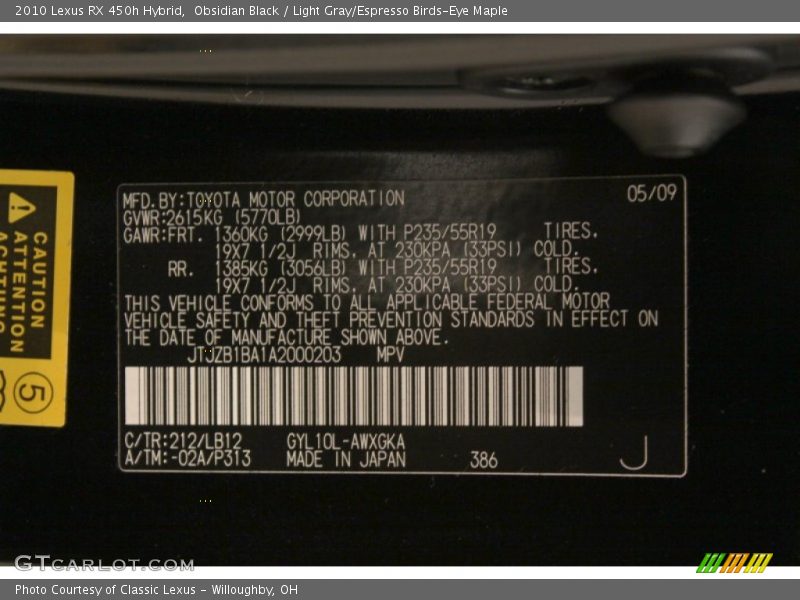 2010 Lexus RX 450h Hybrid, Obsidian Black / Light Gray/Espresso Birds-Eye Maple
MFD.BY:TOYOTA MOTOR CORPORATION 05/09
GVWR:2615KG (5770LB)
GAWR:FRT. 1360KG (2999LB) WITH P235/55R19 TIRES.
19X7 1/2J RIMS, AT 230KPA (33PSI) COLD.
RR. 1385KG (3056LB) WITH P235/55R19 TIRES.
19X7 1/2J RIMS, AT 230KPA (33PSI) COLD.
THIS VEHICLE CONFORMS TO ALL APPLICABLE FEDERAL MOTOR
VEHICLE SAFETY AND THEFT PREVENTION STANDARDS IN EFFECT ON
THE DATE OF MANUFACTURE SHOWN ABOVE.
JTJZB1BA1A2000203 MPV
C/TR:212/LB12 GYL10L-AWXGKA
A/TM:-02A/P313 MADE IN JAPAN 386 J
CAUTION
ATTENTION
ACHTUNG
5
GTCARLOT.COM
Photo Courtesy of Classic Lexus - Willoughby, OH